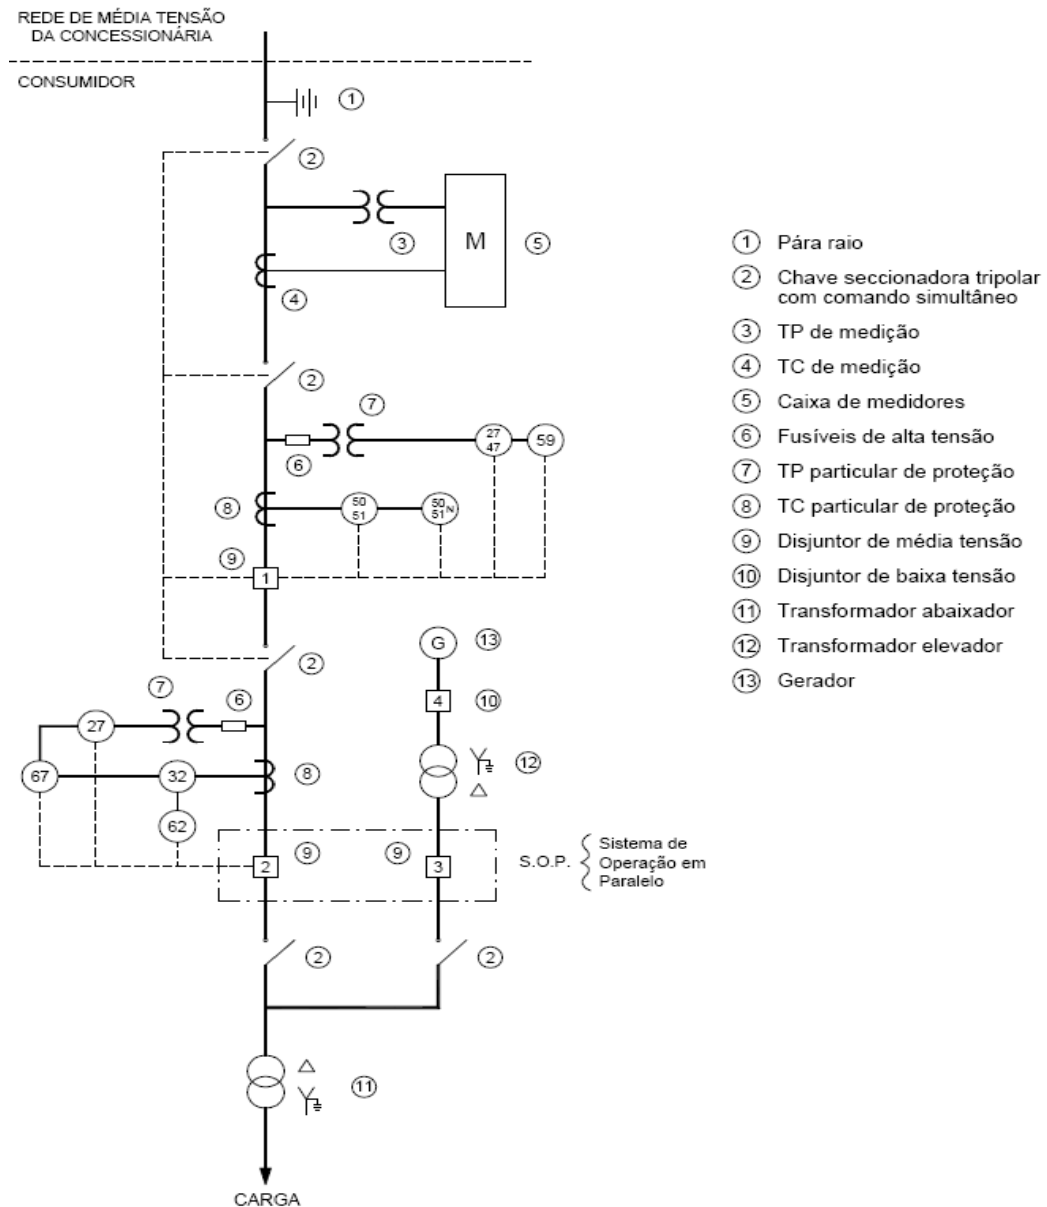 REDE DE MÉDIA TENSÃO
DA CONCESSIONÁRIA
CONSUMIDOR
1
2
3
M
5
4
2
7
6
27
47
59
8
50
51
50
51 N
9
1
2
G
13
7
6
4
10
27
12
67
32
8
62
9
9
2
3
S.O.P.
Sistema de
Operação em
Paralelo
2
2
11
CARGA
1 Pára raio
2 Chave seccionadora tripolar
com comando simultâneo
3 TP de medição
4 TC de medição
5 Caixa de medidores
6 Fusíveis de alta tensão
7 TP particular de proteção
8 TC particular de proteção
9 Disjuntor de média tensão
10 Disjuntor de baixa tensão
11 Transformador abaixador
12 Transformador elevador
13 Gerador